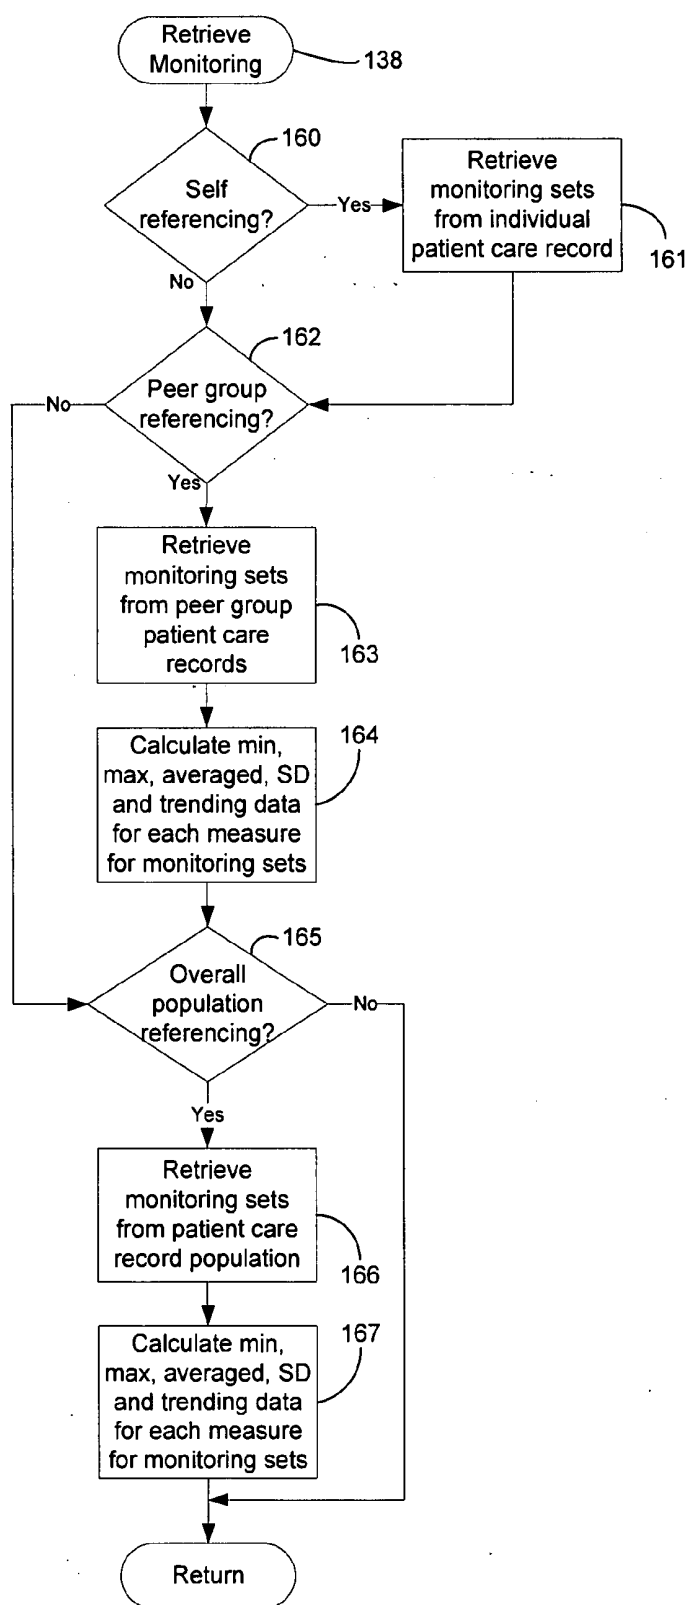 Retrieve
Monitoring
138
160
Self
referencing?
Yes
No
Retrieve
monitoring sets
from individual
patient care record
161
162
Peer group
referencing?
No
Yes
Retrieve
monitoring sets
from peer group
patient care
records
163
164
Calculate min,
max, averaged, SD
and trending data
for each measure
for monitoring sets
165
Overall
population
referencing?
No
Yes
Retrieve
monitoring sets
from patient care
record population
166
167
Calculate min,
max, averaged, SD
and trending data
for each measure
for monitoring sets
Return